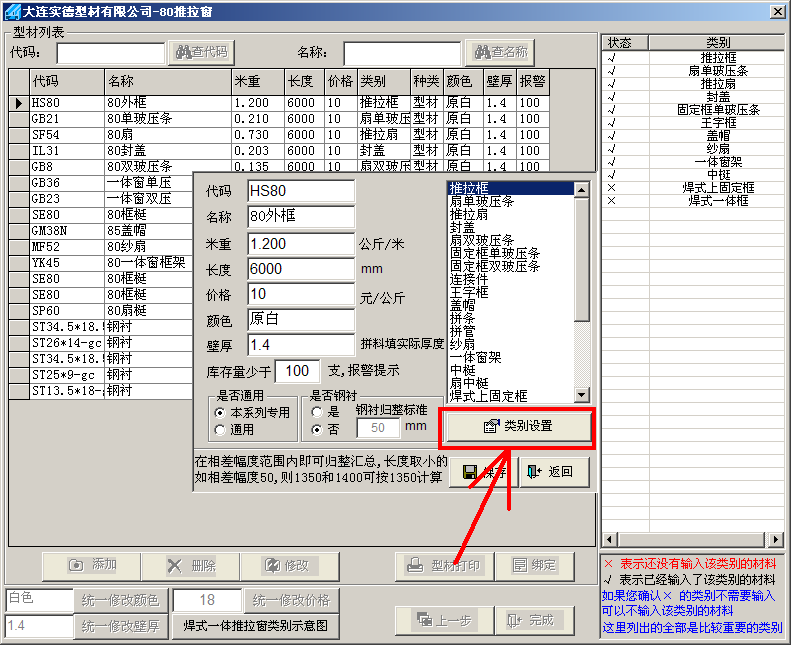 大连实德型材有限公司-80推拉窗
型材列表
代码: 查代码 名称: 查名称
代码 名称 米重 长度 价格 类别 种类 颜色 壁厚 报警
HS80 80外框 1.200 6000 10 推拉框 型材 原白 1.4 100
GB21 80单玻压条 0.210 6000 10 扇单玻压 型材 原白 1.4 100
SF54 80扇 0.730 6000 10 推拉扇 型材 原白 1.4 100
IL31 80封盖 0.203 6000 10 封盖 型材 原白 1.4 100
GB8 80双玻压条 0.135 6000 10 扇双玻压 型材 原白 1.4 100
GB36 一体窗单压
GB23 一体窗双压
SE80 80框梃
GM38N 85盖帽
MF52 80纱扇
YK45 80一体窗框架
SE80 80框梃
SE80 80框梃
SP60 80扇梃
ST34.5*18. 钢衬
ST26*14-gc 钢衬
ST34.5*18. 钢衬
ST25*9-gc 钢衬
ST13.5*18- 钢衬
代码 HS80
名称 80外框
米重 1.200 公斤/米
长度 6000 mm
价格 10 元/公斤
颜色 原白
壁厚 1.4 拼料填实际厚度
库存量少于 100 支,报警提示
是否通用
本系列专用
通用
是否钢衬
是
否
钢衬归整标准
50 mm
在相差幅度范围内即可归整汇总,长度取小的
如相差幅度50,则1350和1400可按1350计算
推拉框
扇单玻压条
推拉扇
封盖
扇双玻压条
固定框单玻压条
固定框双玻压条
连接件
王字框
盖帽
拼条
拼管
纱扇
一体窗架
中梃
扇中梃
焊式上固定框
类别设置
保存 返回
状态 类别
√ 推拉框
√ 扇单玻压条
√ 推拉扇
√ 封盖
√ 固定框单玻压条
√ 王字框
√ 盖帽
√ 纱扇
√ 一体窗架
√ 中梃
× 焊式上固定框
× 焊式一体框
添加 删除 修改 型材打印 绑定
白色 统一修改颜色 18 统一修改价格
1.4 统一修改壁厚 焊式一体推拉窗类别示意图
上一步 完成
× 表示还没有输入该类别的材料
√ 表示已经输入了该类别的材料
如果您确认× 的类别不需要输入
可以不输入该类别的材料
这里列出的全部是比较重要的类别